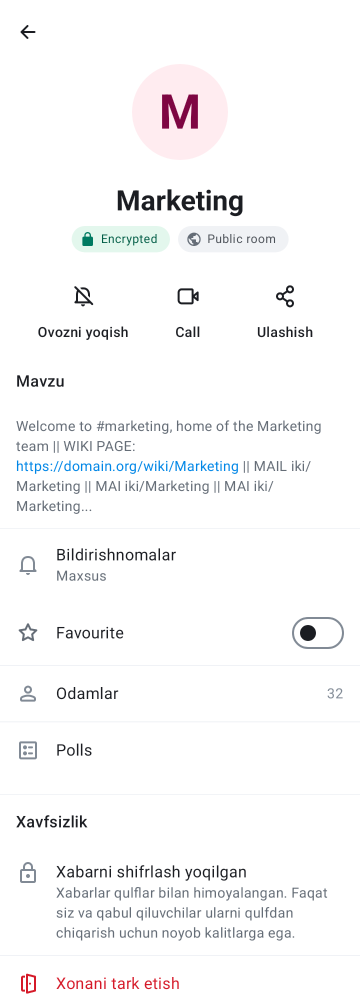 M
Marketing
Encrypted
Public room
Ovozni yoqish
Call
Ulashish
Mavzu
Welcome to #marketing, home of the Marketing
team || WIKI PAGE:
https://domain.org/wiki/Marketing || MAIL iki/
Marketing || MAI iki/Marketing || MAI iki/
Marketing...
Bildirishnomalar
Maxsus
Favourite
Odamlar
32
Polls
Xavfsizlik
Xabarni shifrlash yoqilgan
Xabarlar qulflar bilan himoyalangan. Faqat
siz va qabul qiluvchilar ularni qulfdan
chiqarish uchun noyob kalitlarga ega.
Xonani tark etish